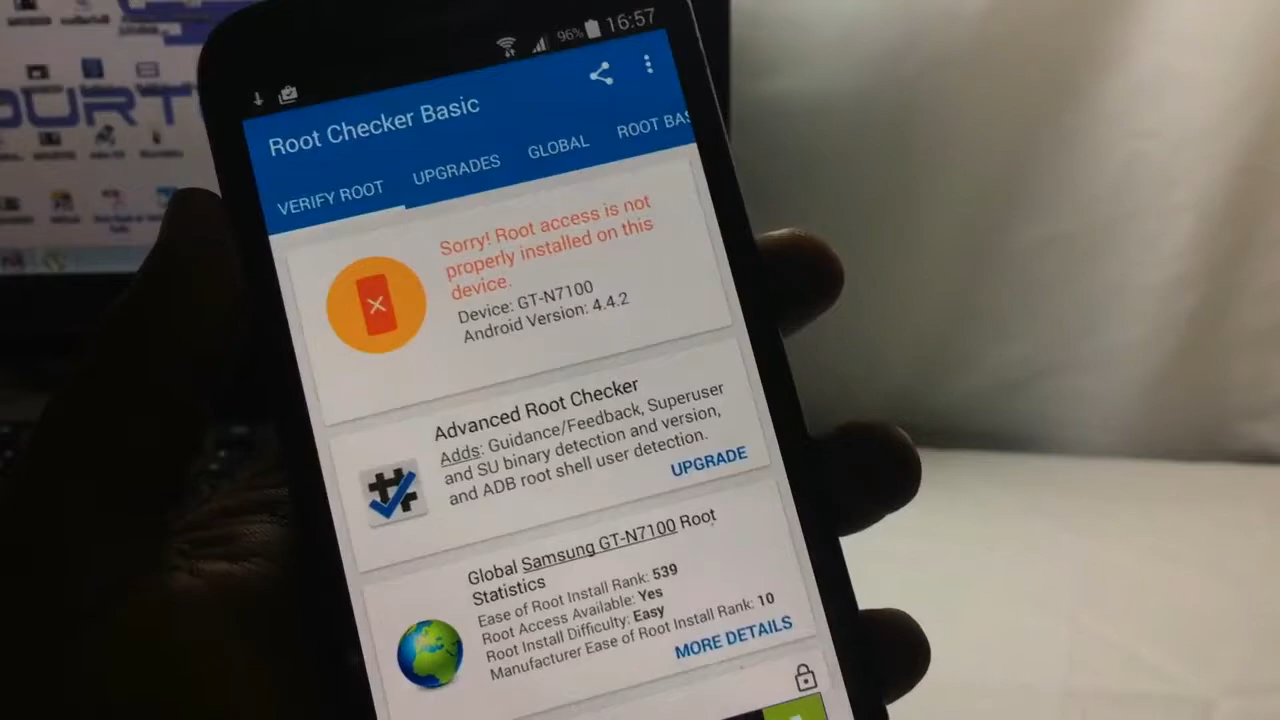 96% 16:57
Root Checker Basic
VERIFY ROOT UPGRADES GLOBAL ROOT BAS
Sorry! Root access is not
properly installed on this
device.
Device: GT-N7100
Android Version: 4.4.2
Advanced Root Checker
Adds: Guidance/Feedback, Superuser
and SU binary detection and version,
and ADB root shell user detection.
UPGRADE
Global Samsung GT-N7100 Root
Statistics
Ease of Root Install Rank: 539
Root Access Available: Yes
Root Install Difficulty: Easy
Manufacturer Ease of Root Install Rank: 10
MORE DETAILS